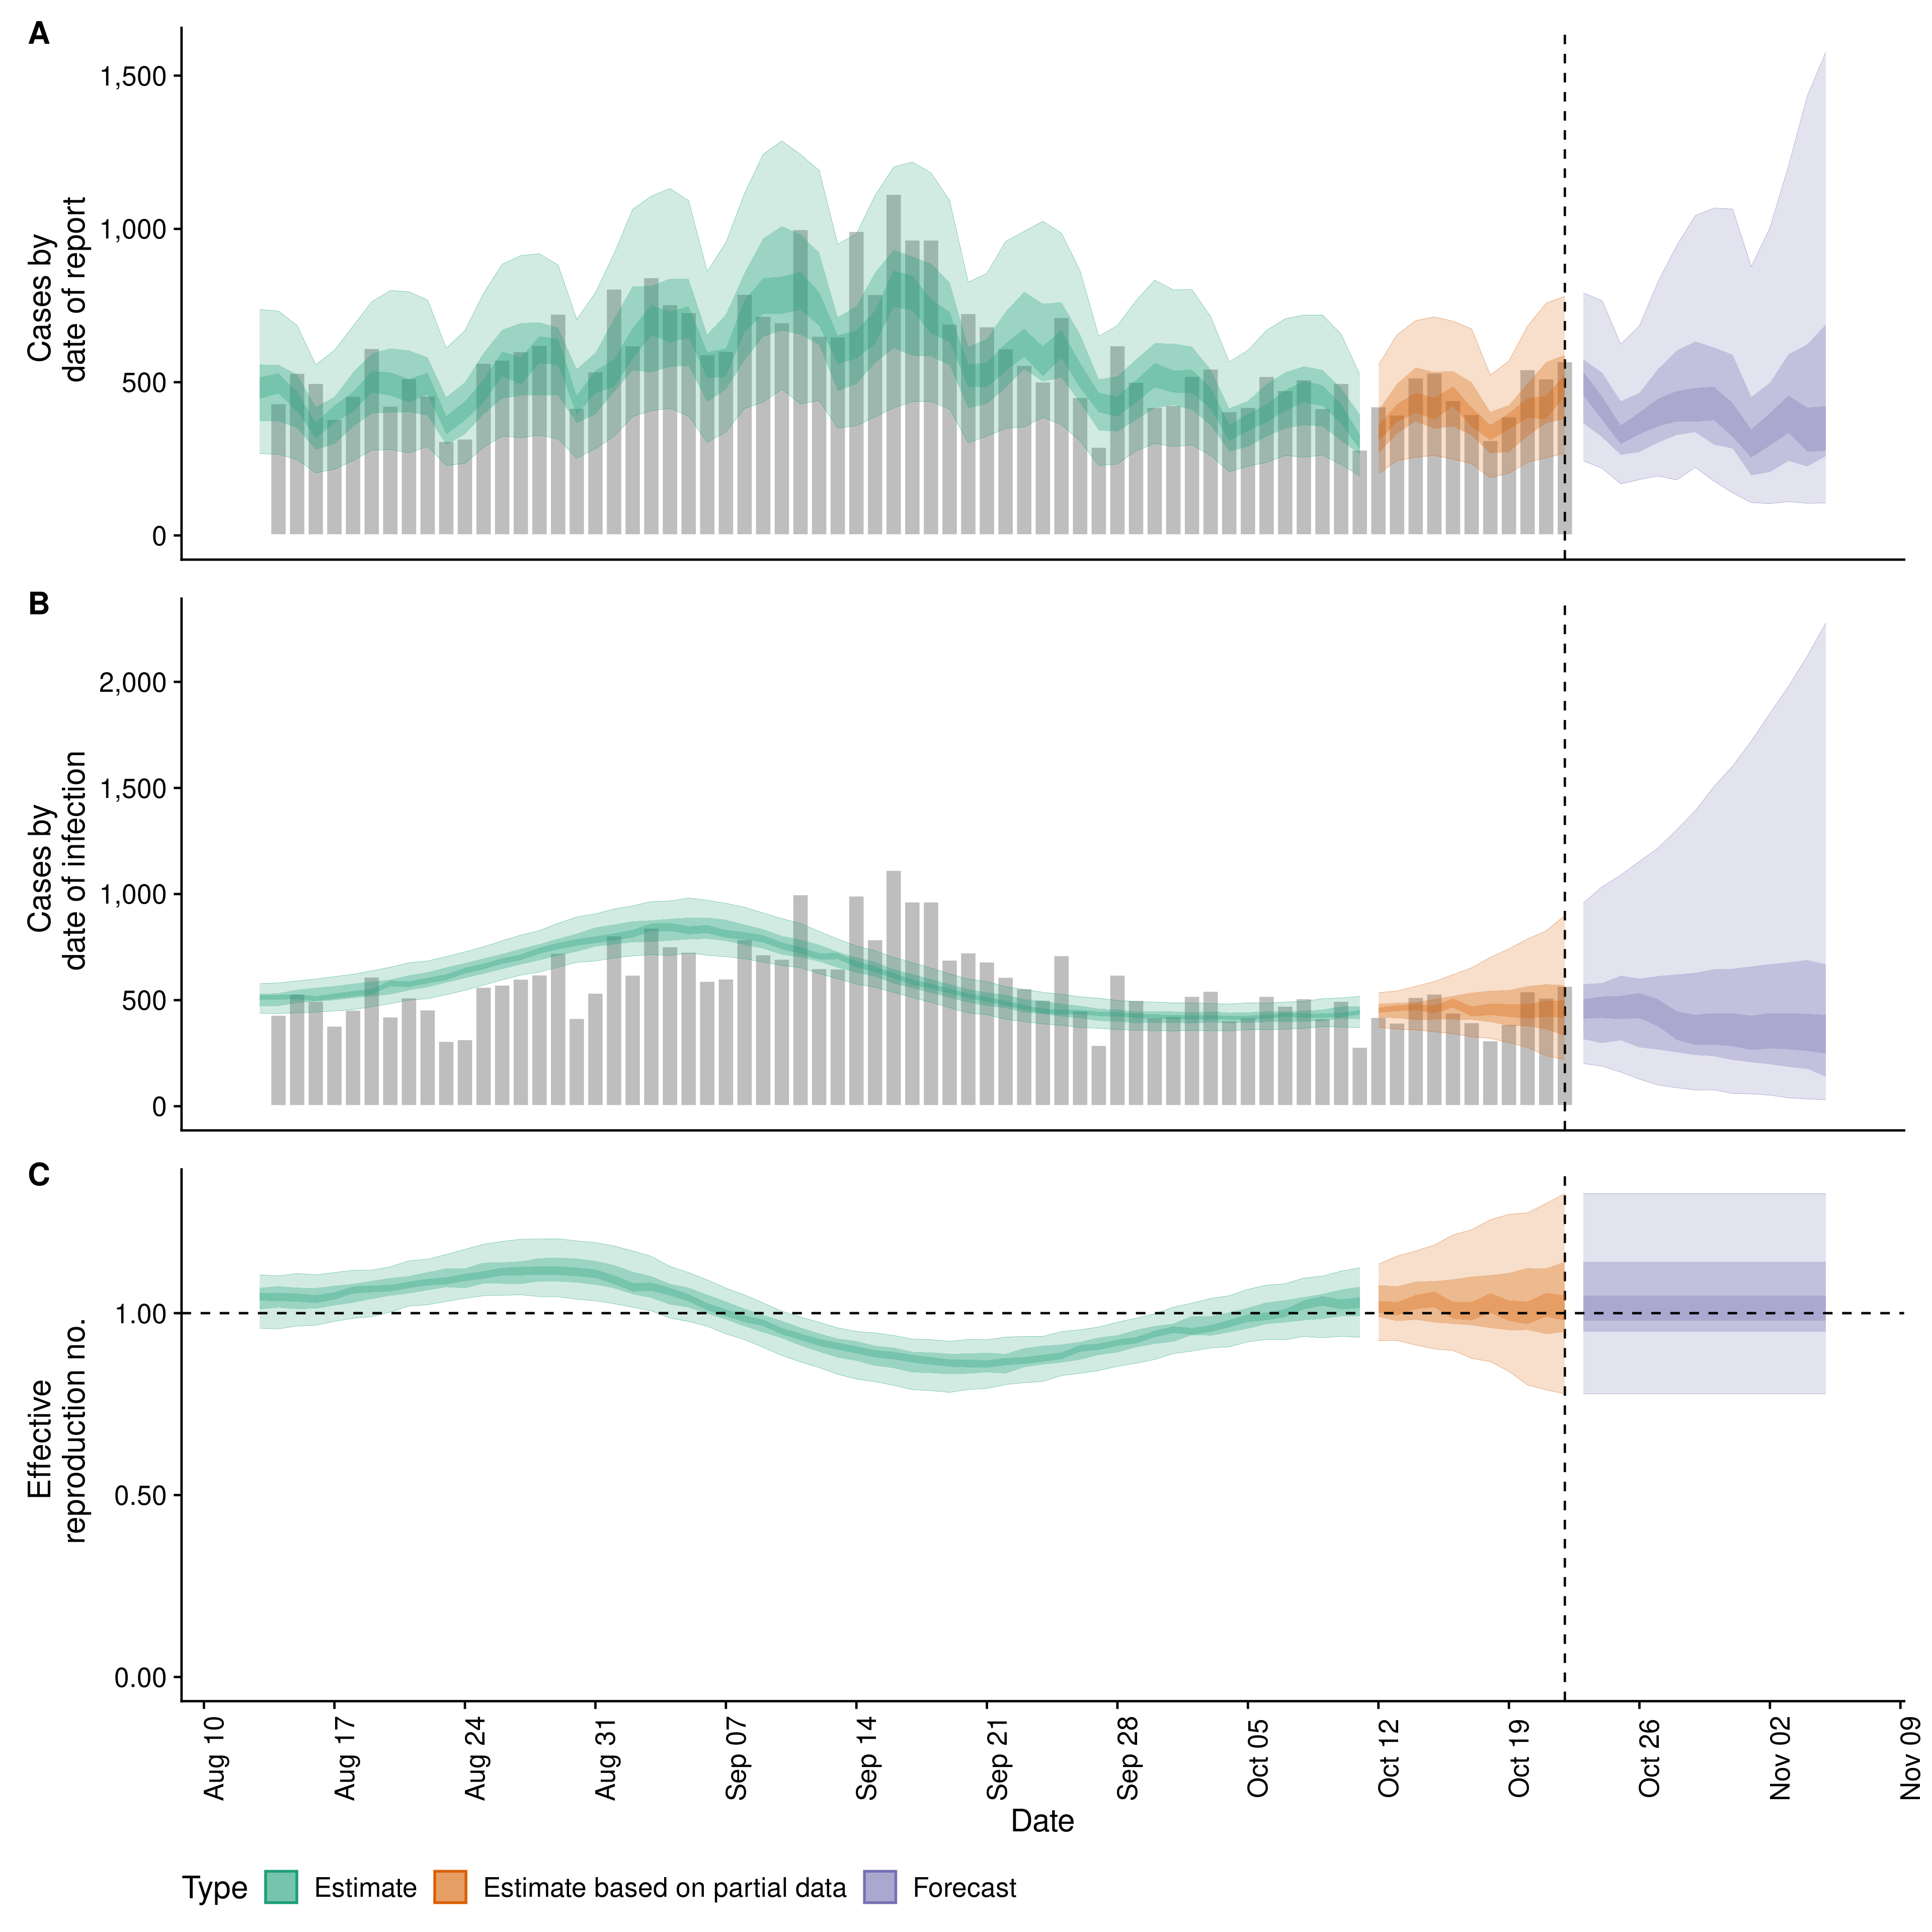 A
Cases by
date of report
1,500
1,000
500
0
B
Cases by
date of infection
2,000
1,500
1,000
500
0
C
Effective
reproduction no.
1.00
0.50
0.00
Aug 10
Aug 17
Aug 24
Aug 31
Sep 07
Sep 14
Sep 21
Sep 28
Oct 05
Oct 12
Oct 19
Oct 26
Nov 02
Nov 09
Date
Type Estimate Estimate based on partial data Forecast